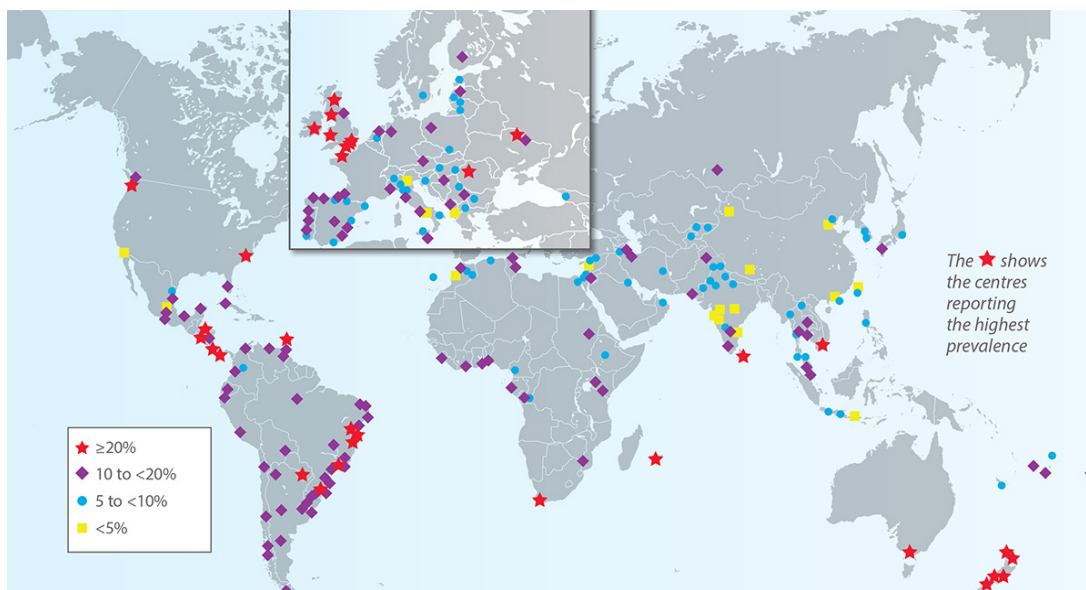 The ★ shows
the centres
reporting
the highest
prevalence
≥20%
10 to <20%
5 to <10%
<5%